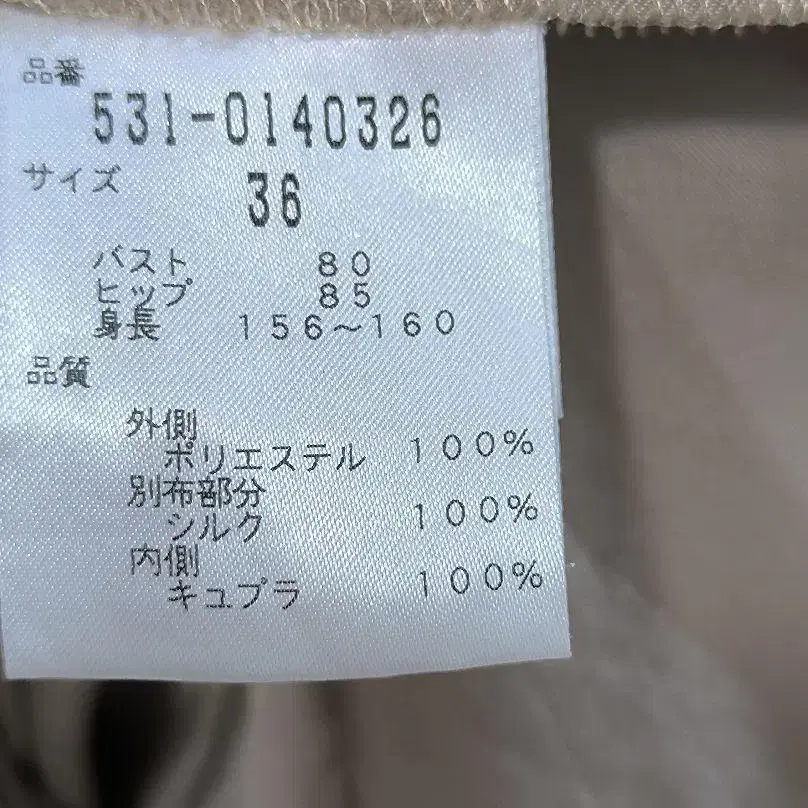 品番
531-0140326
サイズ
36
バスト 80
ヒップ 85
身長 156~160
品質
外側
ポリエステル 100%
別布部分
シルク 100%
内側
キュプラ 100%